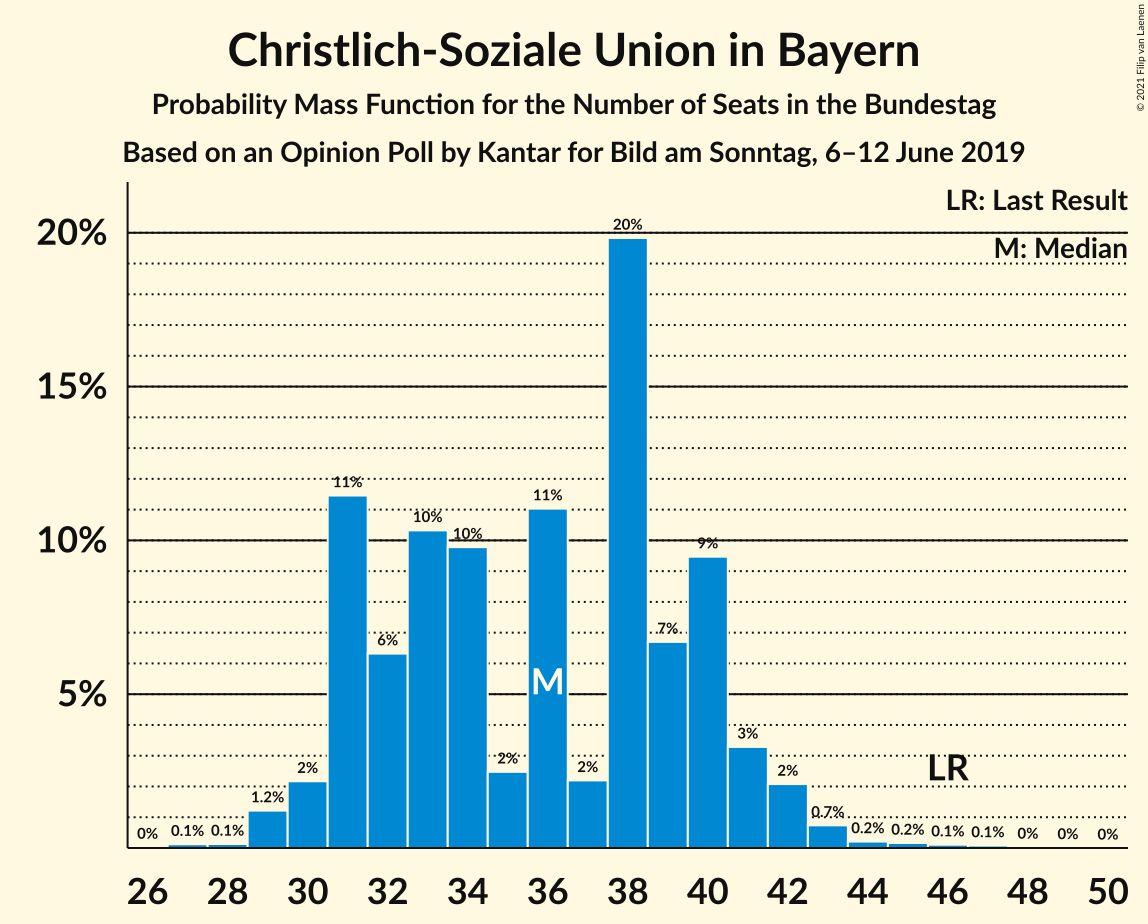 Christlich-Soziale Union in Bayern
Probability Mass Function for the Number of Seats in the Bundestag
Based on an Opinion Poll by Kantar for Bild am Sonntag, 6–12 June 2019
© 2021 Filip van Laenen
LR: Last Result
M: Median
20%
15%
10%
5%
0% 0.1% 0.1% 1.2% 2% 11% 6% 10% 10% 2% 11% 2% 20% 7% 9% 3% 2% 0.7% 0.2% 0.2% 0.1% 0.1% 0% 0% 0%
M
LR
26 28 30 32 34 36 38 40 42 44 46 48 50